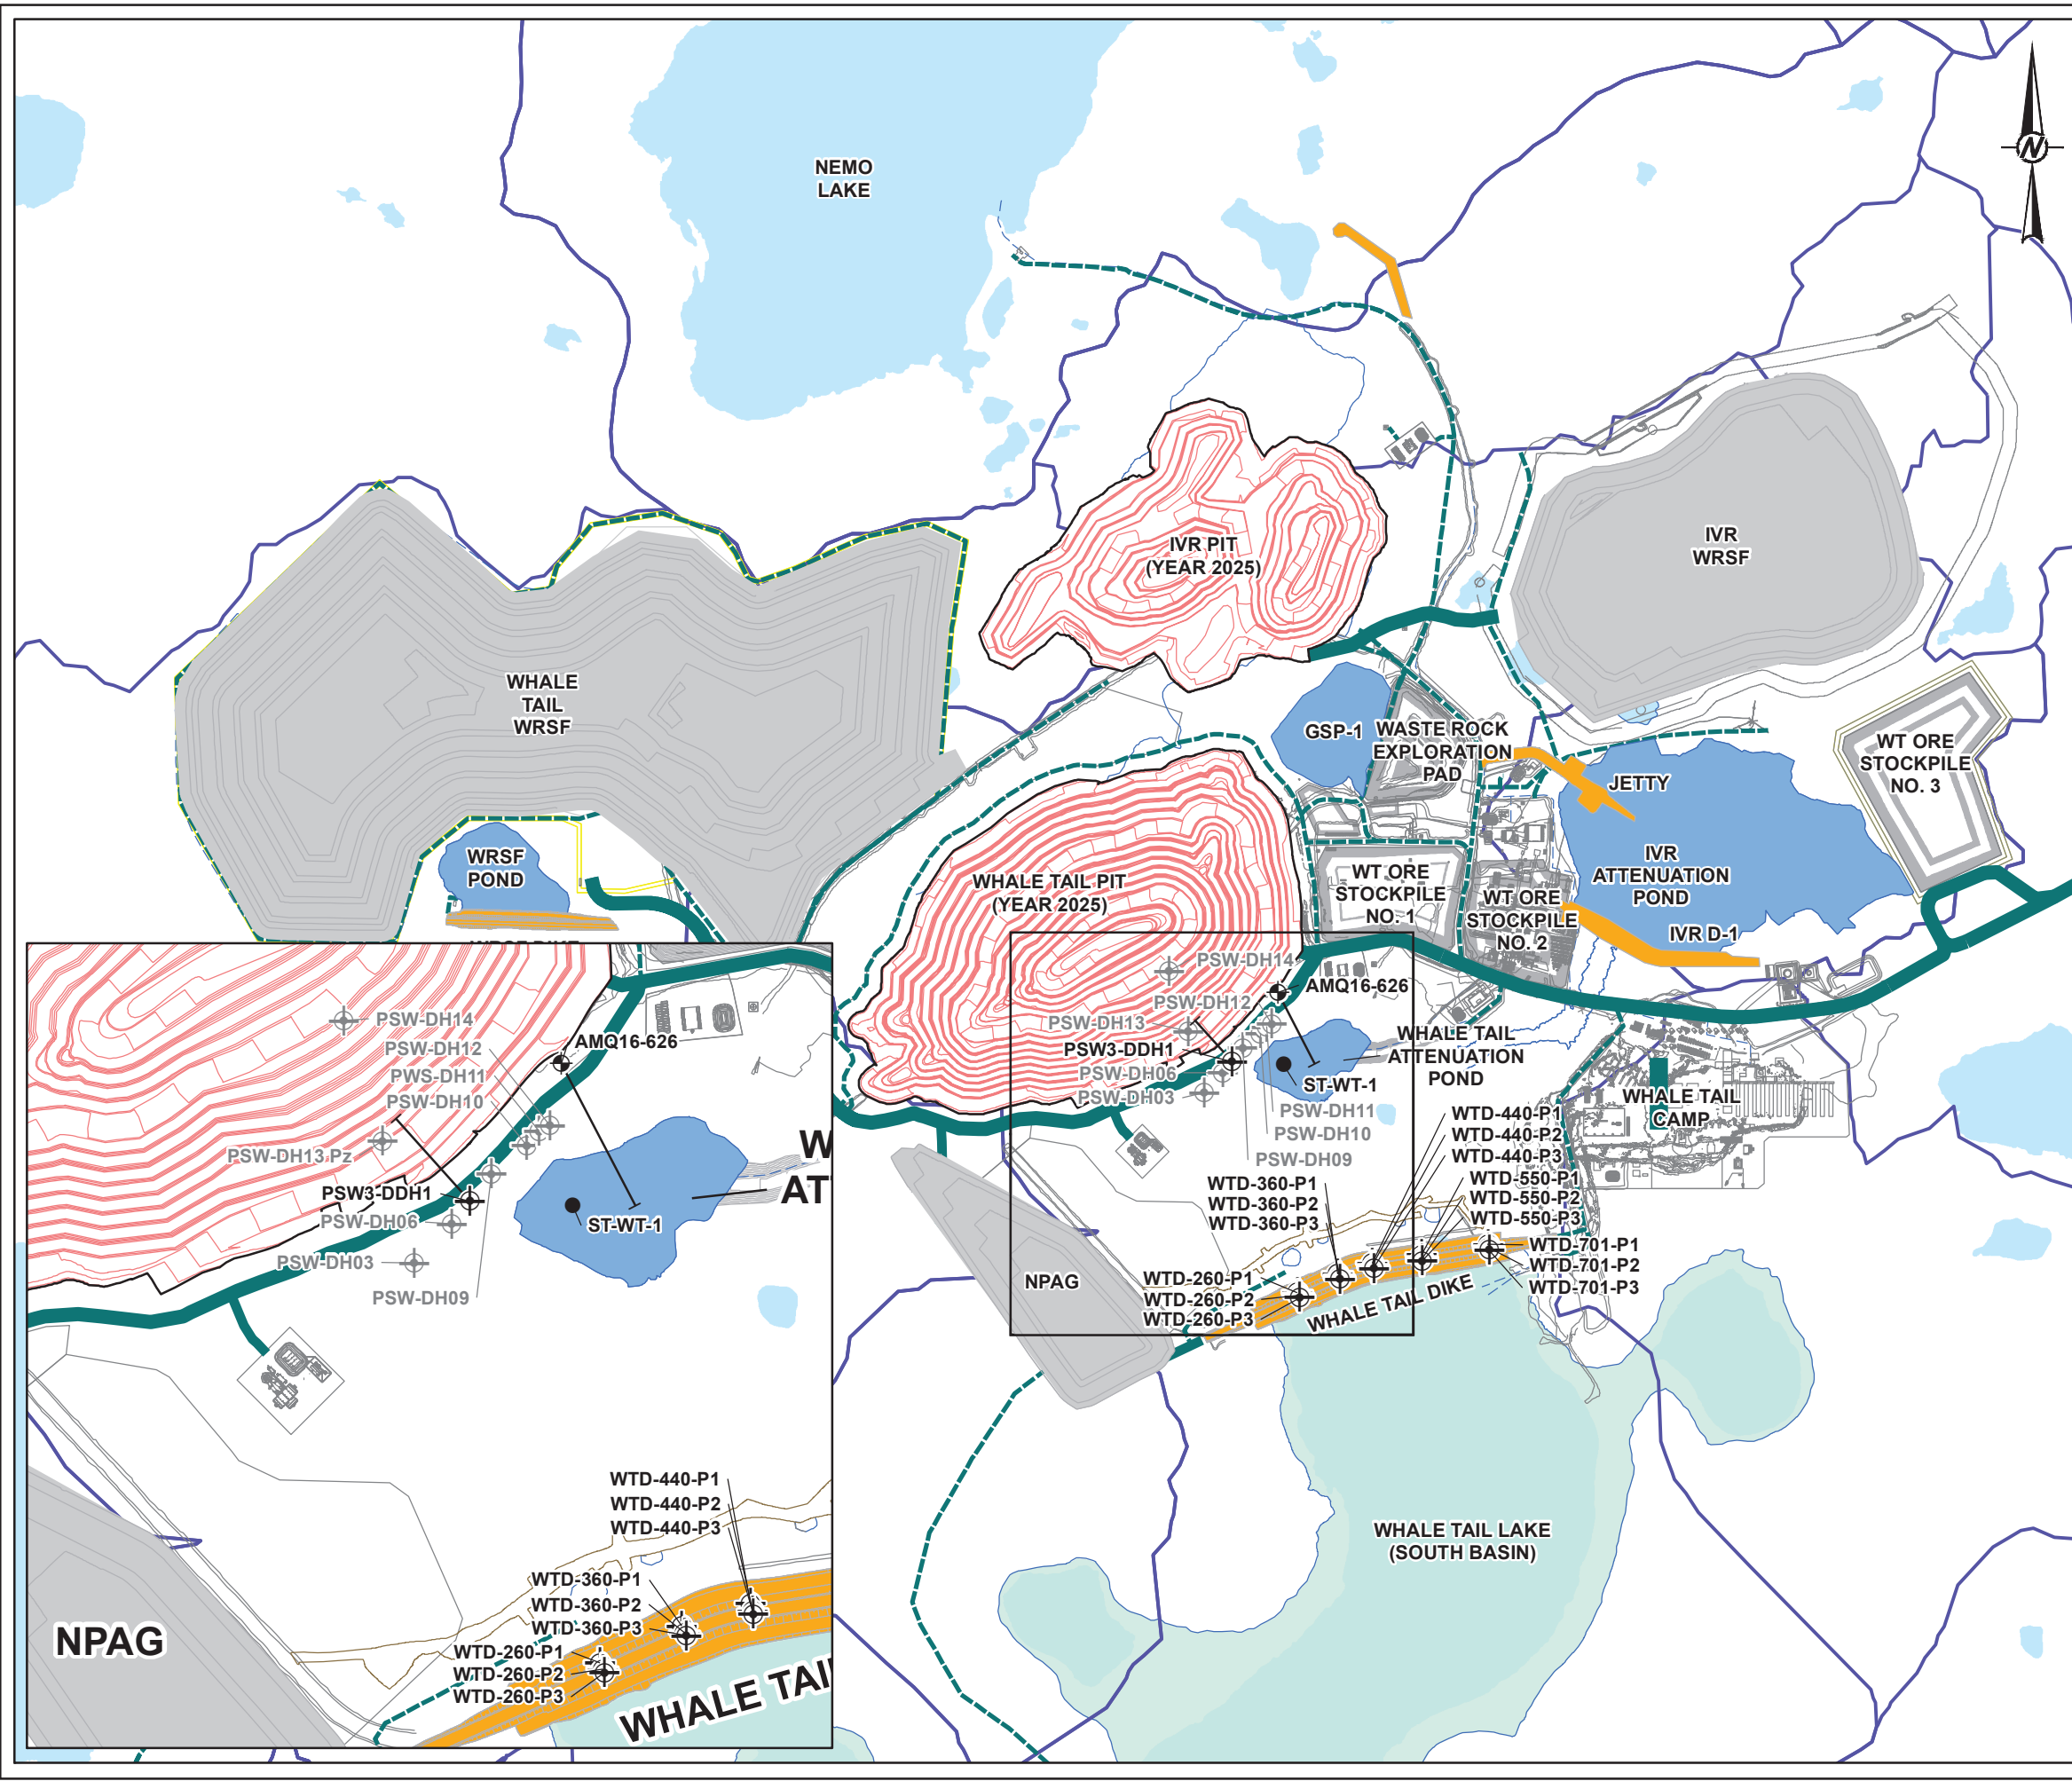 NEMO
LAKE
N
IVR PIT
(YEAR 2025)
IVR
WRSF
WHALE
TAIL
WRSF
GSP-1
WASTE ROCK
EXPLORATION
PAD
JETTY
WT ORE
STOCKPILE
NO. 3
WRSF
POND
WHALE TAIL PIT
(YEAR 2025)
WT ORE
STOCKPILE
NO. 1
WT ORE
STOCKPILE
NO. 2
IVR
ATTENUATION
POND
IVR D-1
PSW-DH14
AMQ16-626
PSW-DH12
PSW-DH13
PSW3-DDH1
PSW-DH06
PSW-DH03
WHALE TAIL
ATTENUATION
POND
ST-WT-1
PSW-DH11
PSW-DH10
PSW-DH09
WHALE TAIL
CAMP
WTD-440-P1
WTD-440-P2
WTD-440-P3
WTD-360-P1
WTD-360-P2
WTD-360-P3
WTD-550-P1
WTD-550-P2
WTD-550-P3
WTD-701-P1
WTD-701-P2
WTD-701-P3
WTD-260-P1
WTD-260-P2
WTD-260-P3
NPAG
WHALE TAIL DIKE
WHALE TAIL LAKE
(SOUTH BASIN)
PSW-DH14
AMQ16-626
PSW-DH12
PWS-DH11
PSW-DH10
PSW-DH13 Pz
PSW3-DDH1
PSW-DH06
PSW-DH03
PSW-DH09
ST-WT-1
W
AT
WTD-440-P1
WTD-440-P2
WTD-440-P3
WTD-360-P1
WTD-360-P2
WTD-360-P3
WTD-260-P1
WTD-260-P2
WTD-260-P3
NPAG
WHALE TAI